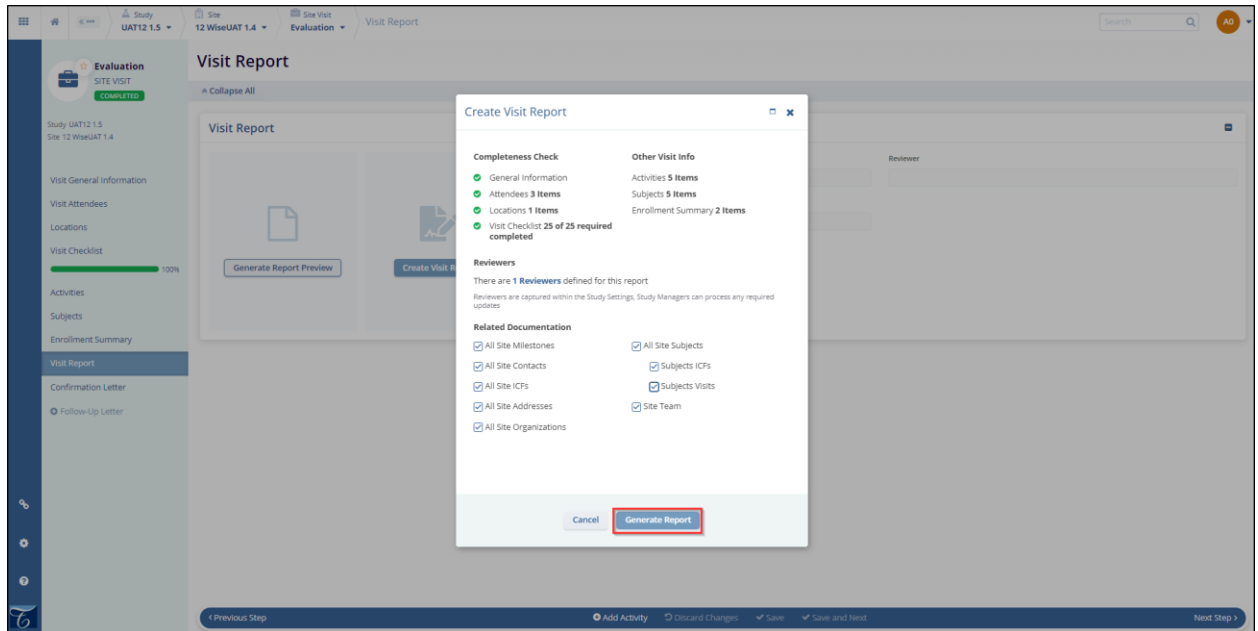 Study
UAT12 1.5
Site
12 WiseUAT 1.4
Site Visit
Evaluation
Visit Report
Search
AO
Evaluation
SITE VISIT
COMPLETED
Study UAT12 1.5
Site 12 WiseUAT 1.4
Visit General Information
Visit Attendees
Locations
Visit Checklist
100%
Activities
Subjects
Enrollment Summary
Visit Report
Confirmation Letter
Follow-Up Letter
Visit Report
Collapse All
Visit Report
Generate Report Preview
Create Visit R
Reviewer
Create Visit Report
Completeness Check
General Information
Attendees 3 Items
Locations 1 Items
Visit Checklist 25 of 25 required
completed
Other Visit Info
Activities 5 Items
Subjects 5 Items
Enrollment Summary 2 Items
Reviewers
There are 1 Reviewers defined for this report
Reviewers are captured within the Study Settings, Study Managers can process any required
updates
Related Documentation
All Site Milestones
All Site Contacts
All Site ICFs
All Site Addresses
All Site Organizations
All Site Subjects
Subjects ICFs
Subjects Visits
Site Team
Cancel
Generate Report
Previous Step
Add Activity
Discard Changes
Save
Save and Next
Next Step